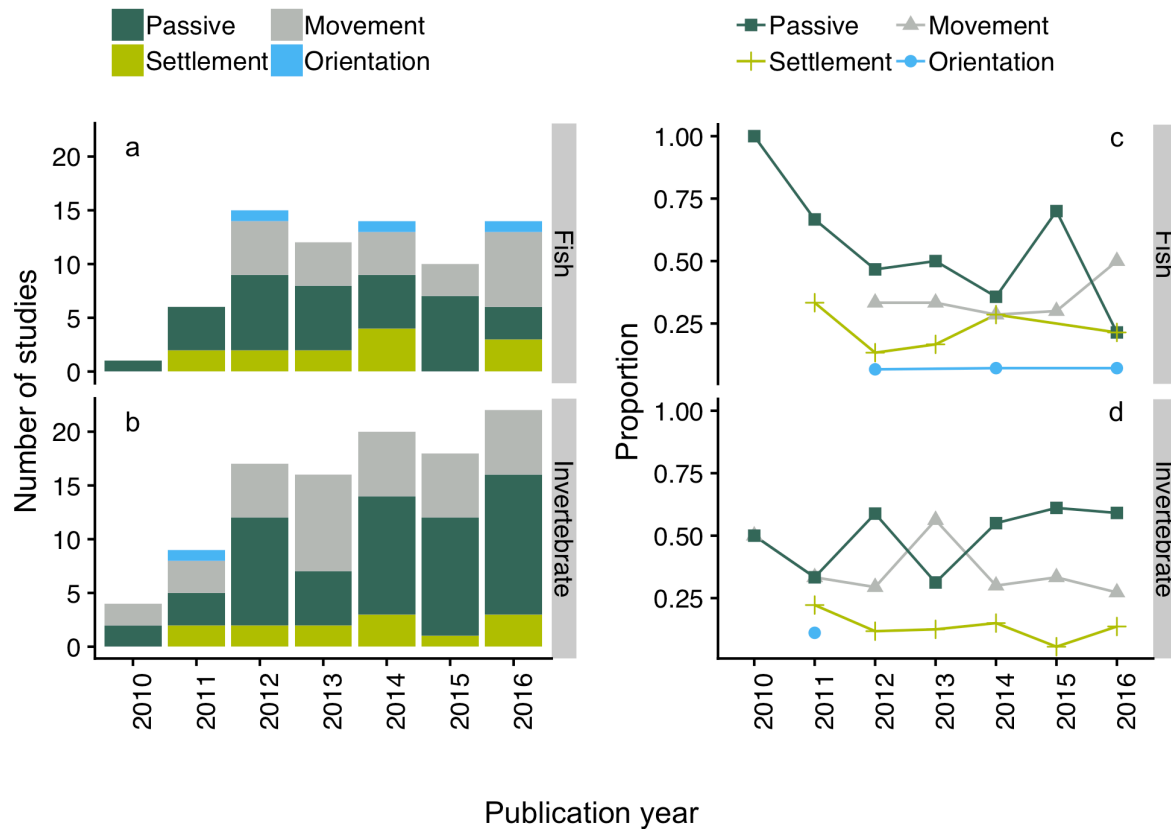 Passive Movement
Settlement Orientation
Passive Movement
Settlement Orientation
a
20
15
10
5
0
Fish
b
20
15
10
5
0
Invertebrate
Number of studies
2010 2011 2012 2013 2014 2015 2016
c
1.00
0.75
0.50
0.25
Fish
d
1.00
0.75
0.50
0.25
Invertebrate
Proportion
2010 2011 2012 2013 2014 2015 2016
Publication year